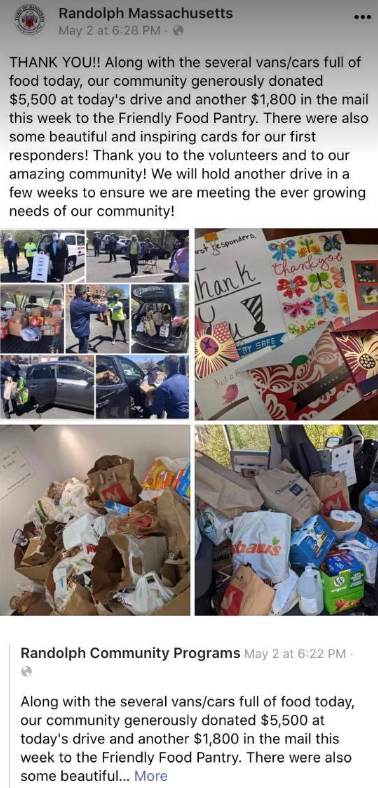 Randolph Massachusetts
May 2 at 6:28 PM ·
THANK YOU!! Along with the several vans/cars full of
food today, our community generously donated
$5,500 at today's drive and another $1,800 in the mail
this week to the Friendly Food Pantry. There were also
some beautiful and inspiring cards for our first
responders! Thank you to the volunteers and to our
amazing community! We will hold another drive in a
few weeks to ensure we are meeting the ever growing
needs of our community!
Responders,
Thank
thank you
AY SAFE
Just a
Randolph Community Programs May 2 at 6:22 PM ·
Along with the several vans/cars full of food today,
our community generously donated $5,500 at
today's drive and another $1,800 in the mail this
week to the Friendly Food Pantry. There were also
some beautiful... More